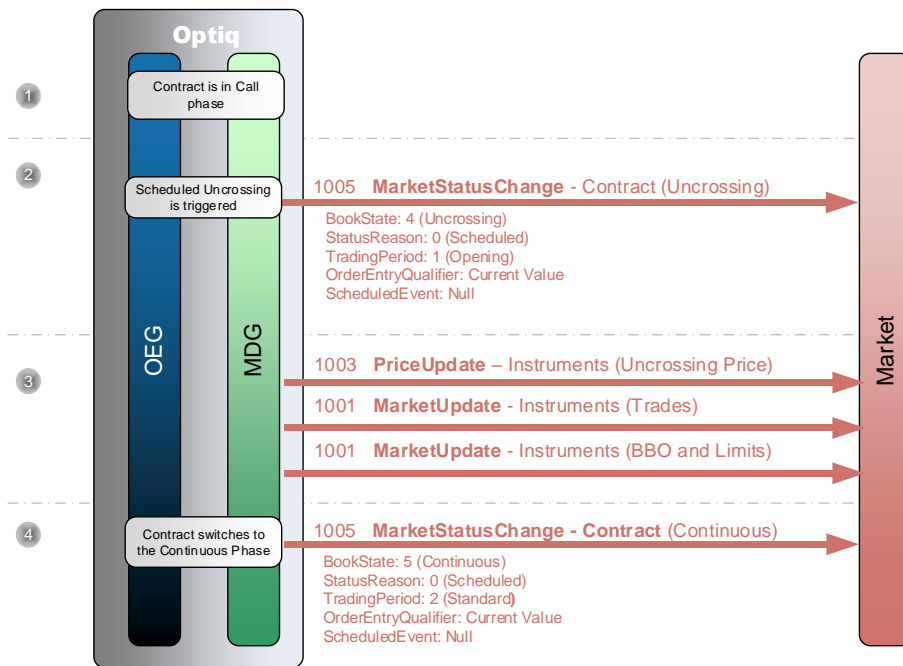 Optiq
1
Contract is in Call
phase
2
Scheduled Uncrossing
is triggered
1005 MarketStatusChange - Contract (Uncrossing)
BookState: 4 (Uncrossing)
StatusReason: 0 (Scheduled)
TradingPeriod: 1 (Opening)
OrderEntryQualifier: Current Value
ScheduledEvent: Null
OEG
MDG
Market
3
1003 PriceUpdate – Instruments (Uncrossing Price)
1001 MarketUpdate - Instruments (Trades)
1001 MarketUpdate - Instruments (BBO and Limits)
4
Contract switches to
the Continuous Phase
1005 MarketStatusChange - Contract (Continuous)
BookState: 5 (Continuous)
StatusReason: 0 (Scheduled)
TradingPeriod: 2 (Standard)
OrderEntryQualifier: Current Value
ScheduledEvent: Null